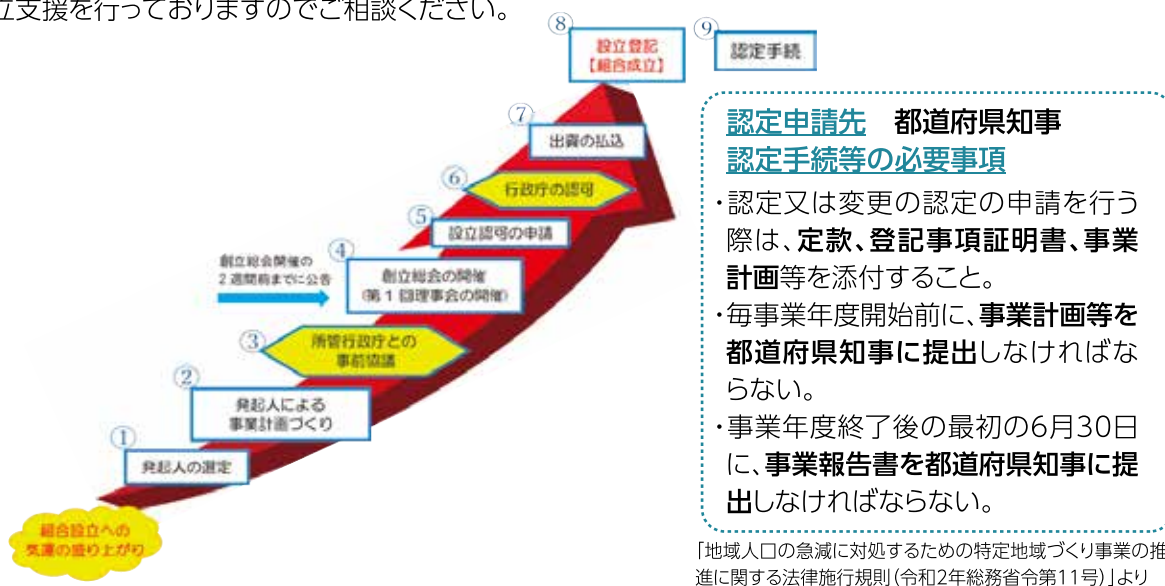 立支援を行っておりますのでご相談ください。
⑧
設立登記
【組合成立】
⑨
認定手続
⑦
出資の払込
⑥
行政庁の認可
⑤
設立認可の申請
④
創立総会の開催
(第1回理事会の開催)
創立総会開催の
2週間前までに公告
③
所管行政庁との
事前協議
②
発起人による
事業計画づくり
①
発起人の選定
組合設立への
気運の盛り上がり
認定申請先 都道府県知事
認定手続等の必要事項
・認定又は変更の認定の申請を行う
際は、定款、登記事項証明書、事業
計画等を添付すること。
・毎事業年度開始前に、事業計画等を
都道府県知事に提出しなければな
らない。
・事業年度終了後の最初の6月30日
に、事業報告書を都道府県知事に提
出しなければならない。
「地域人口の急減に対処するための特定地域づくり事業の推
進に関する法律施行規則(令和2年総務省令第11号)」より